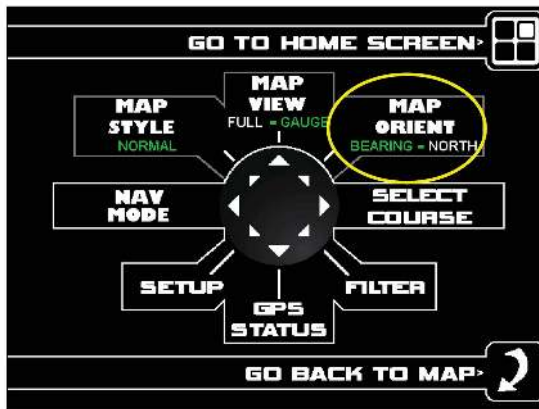 GO TO HOME SCREEN
MAP
VIEW
FULL - GAUGE
MAP
STYLE
NORMAL
MAP
ORIENT
BEARING - NORTH
NAV
MODE
SELECT
COURSE
SETUP
FILTER
GPS
STATUS
GO BACK TO MAP